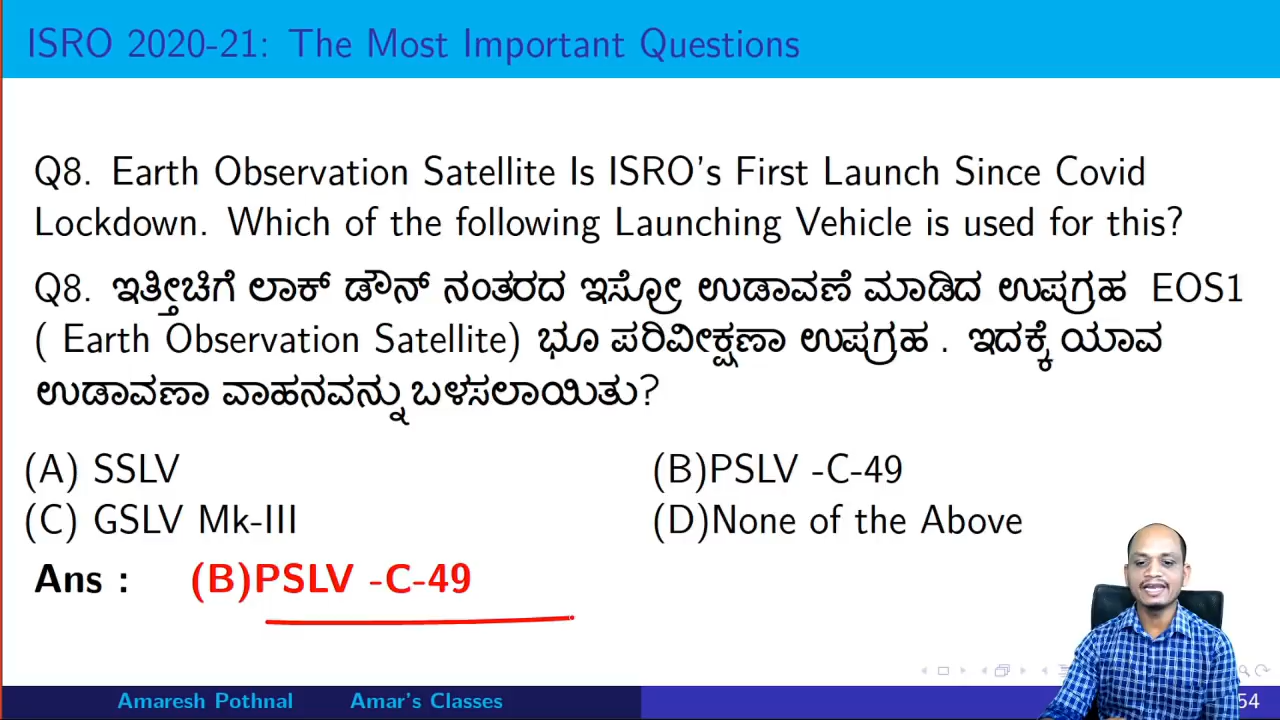 ISRO 2020-21: The Most Important Questions
Q8. Earth Observation Satellite Is ISRO's First Launch Since Covid
Lockdown. Which of the following Launching Vehicle is used for this?
Q8. ಇತ್ತೀಚಿಗೆ ಲಾಕ್ ಡೌನ್ ನಂತರದ ಇಸ್ರೋ ಉಡಾವಣೆ ಮಾಡಿದ ಉಪಗ್ರಹ EOS1
( Earth Observation Satellite) ಭೂ ಪರಿವೀಕ್ಷಣಾ ಉಪಗ್ರಹ . ಇದಕ್ಕೆ ಯಾವ
ಉಡಾವಣಾ ವಾಹನವನ್ನು ಬಳಸಲಾಯಿತು?
(A) SSLV (B)PSLV -C-49
(C) GSLV Mk-III (D)None of the Above
Ans : (B)PSLV -C-49
Amaresh Pothnal Amar's Classes 54